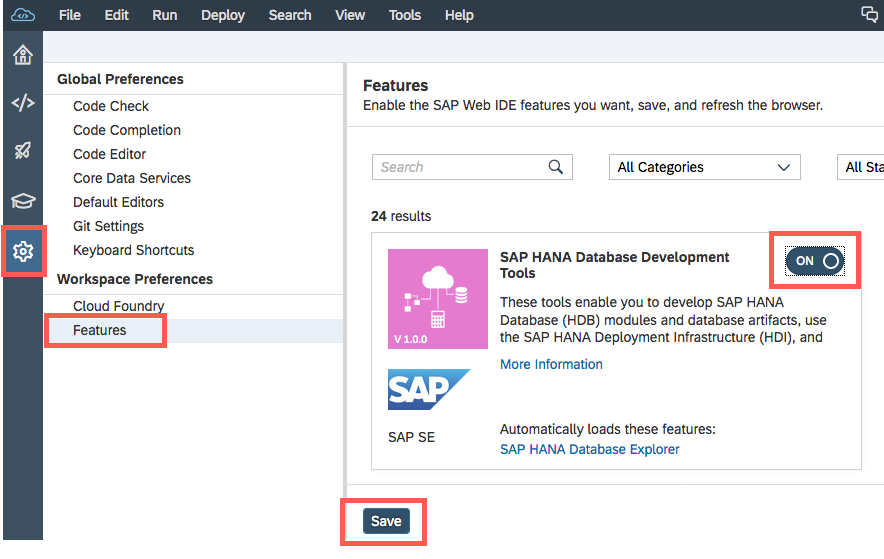 File Edit Run Deploy Search View Tools Help
Global Preferences
Code Check
Code Completion
Code Editor
Core Data Services
Default Editors
Git Settings
Keyboard Shortcuts
Workspace Preferences
Cloud Foundry
Features
Features
Enable the SAP Web IDE features you want, save, and refresh the browser.
Search
All Categories
All Sta
24 results
SAP HANA Database Development
Tools
ON
These tools enable you to develop SAP HANA
Database (HDB) modules and database artifacts, use
the SAP HANA Deployment Infrastructure (HDI), and
More Information
V 1.0.0
SAP
SAP SE
Automatically loads these features:
SAP HANA Database Explorer
Save